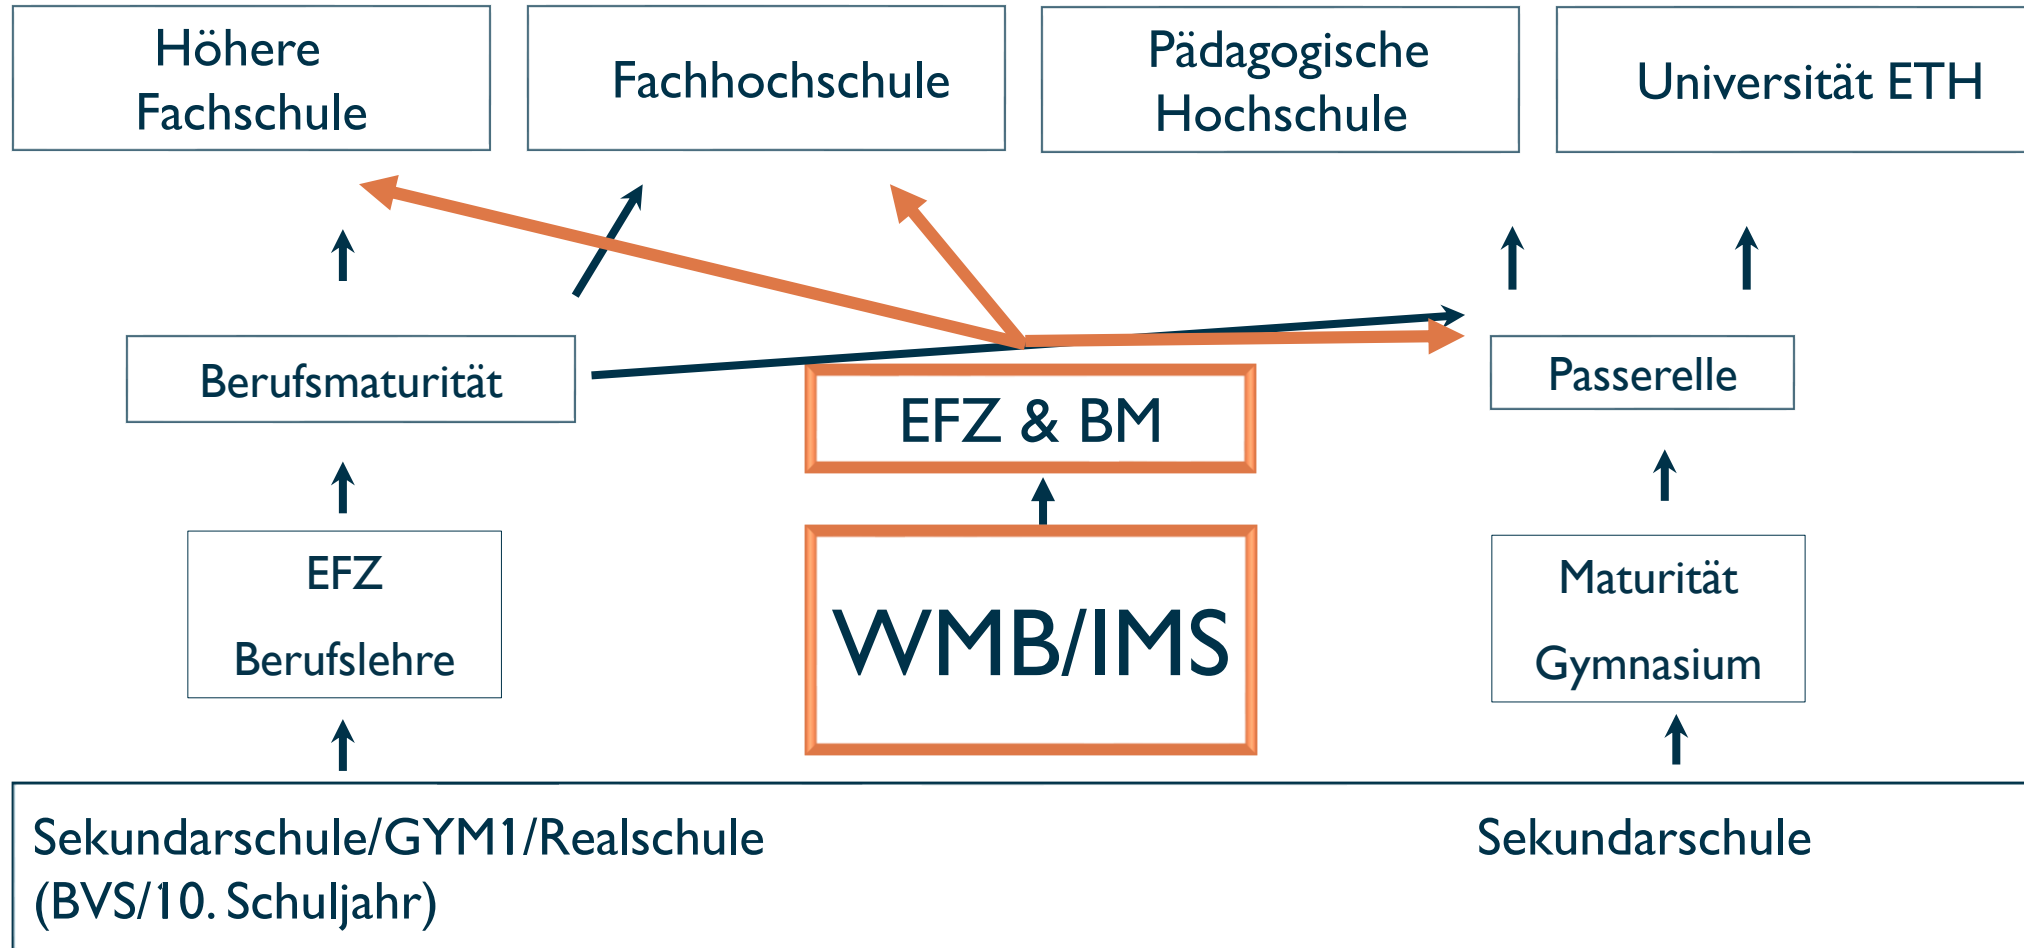 Höhere
Fachschule
Fachhochschule
Pädagogische
Hochschule
Universität ETH
Berufsmaturität
EFZ & BM
Passerelle
EFZ
Berufslehre
WMB/IMS
Maturität
Gymnasium
Sekundarschule/GYM1/Realschule
(BVS/10. Schuljahr)
Sekundarschule